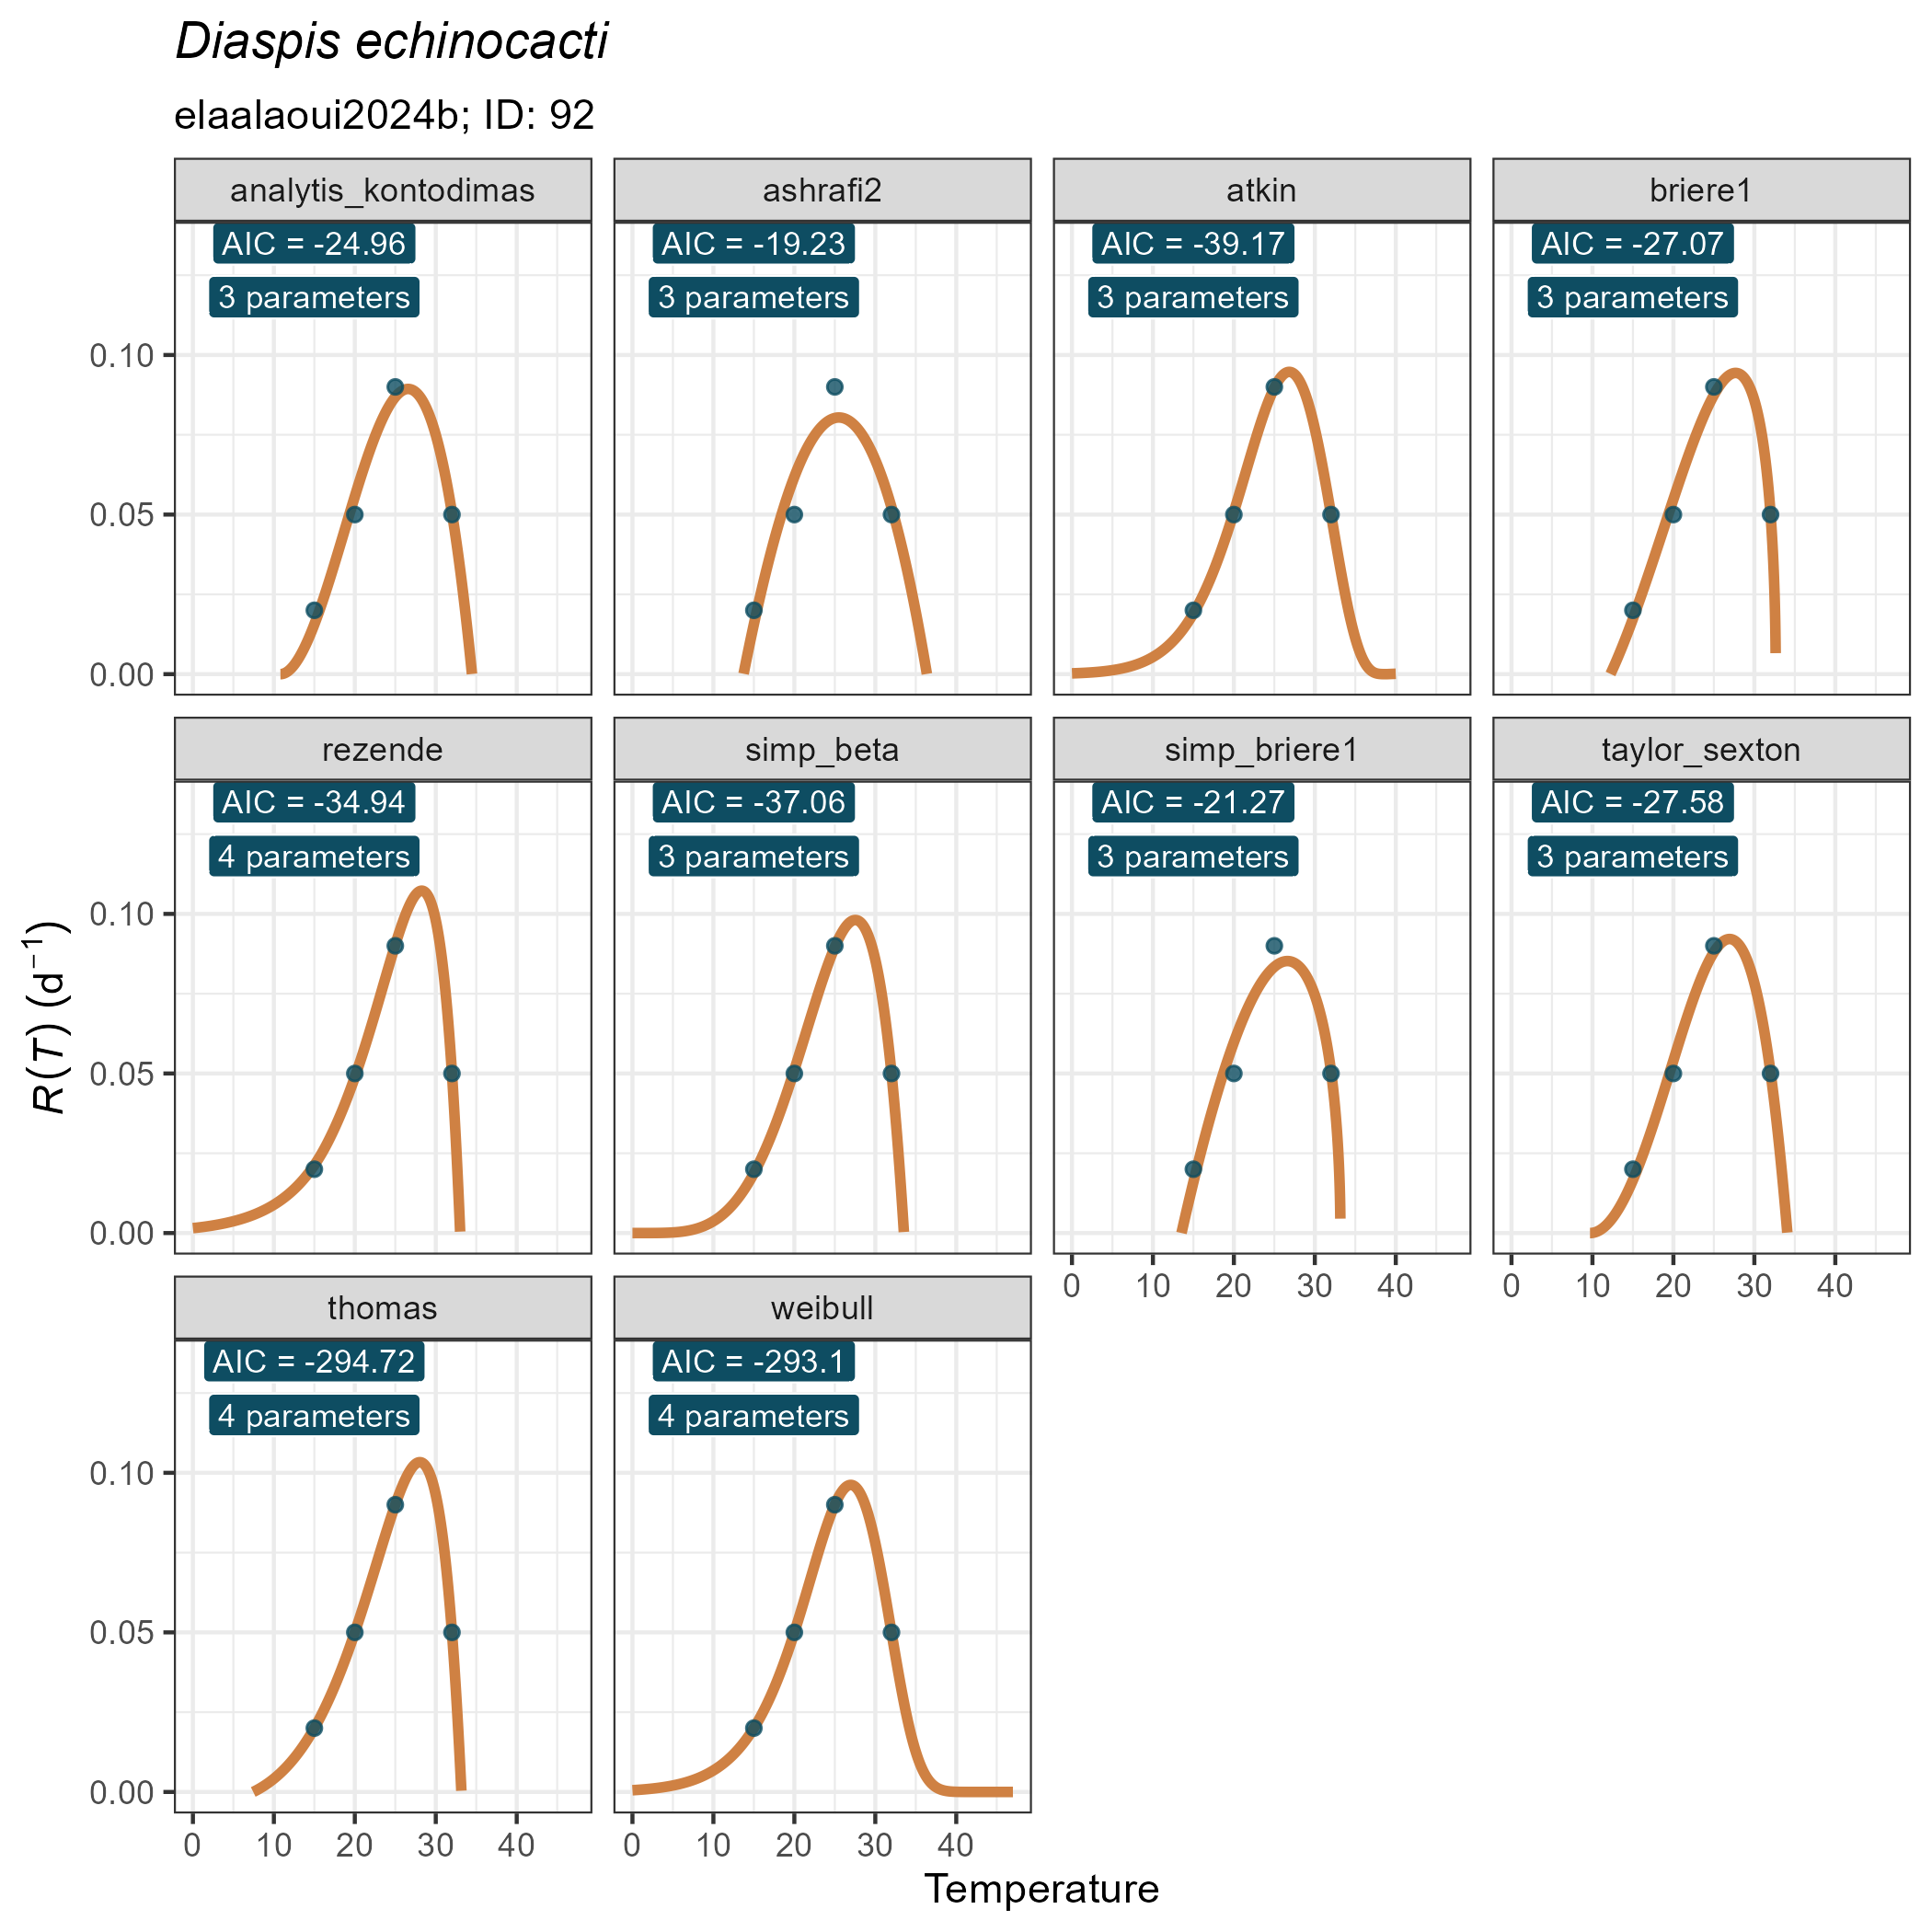 Diaspis echinocacti
elaalaoui2024b; ID: 92
analytis_kontodimas
ashrafi2
atkin
briere1
AIC = -24.96
AIC = -19.23
AIC = -39.17
AIC = -27.07
3 parameters
3 parameters
3 parameters
3 parameters
0.10
0.05
0.00
rezende
simp_beta
simp_briere1
taylor_sexton
AIC = -34.94
AIC = -37.06
AIC = -21.27
AIC = -27.58
4 parameters
3 parameters
3 parameters
3 parameters
0.10
0.05
0.00
R(T) (d⁻¹)
0 10 20 30 40
0 10 20 30 40
thomas
weibull
AIC = -294.72
AIC = -293.1
4 parameters
4 parameters
0.10
0.05
0.00
0 10 20 30 40
0 10 20 30 40
Temperature